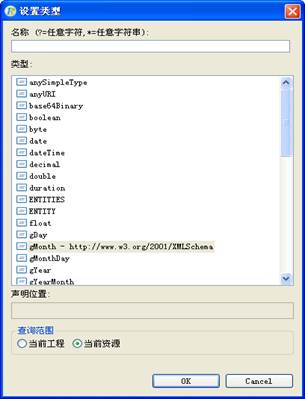 设置类型
名称 (?=任意字符,*=任意字符串):
类型:
anySimpleType
anyURI
base64Binary
boolean
byte
date
dateTime
decimal
double
duration
ENTITIES
ENTITY
float
gDay
gMonth - http://www.w3.org/2001/XMLSchema
gMonthDay
gYear
gYearMonth
声明位置:
查询范围
当前工程 当前资源
OK Cancel